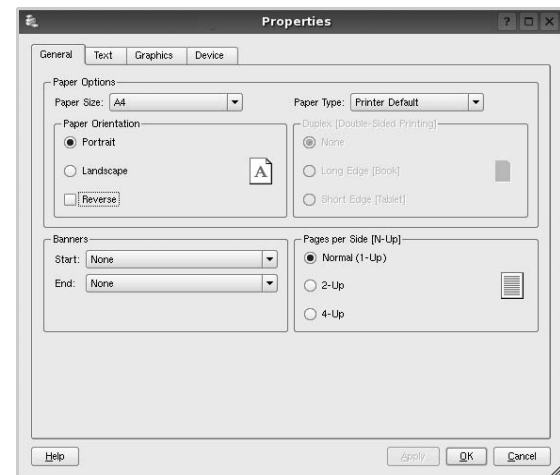 Properties
General Text Graphics Device
Paper Options
Paper Size: A4
Paper Type: Printer Default
Paper Orientation
Portrait
Landscape
Reverse
A
Duplex [Double-Sided Printing]
None
Long Edge [Book]
Short Edge [Tablet]
Banners
Start: None
End: None
Pages per Side [N-Up]
Normal (1-Up)
2-Up
4-Up
Help Apply OK Cancel